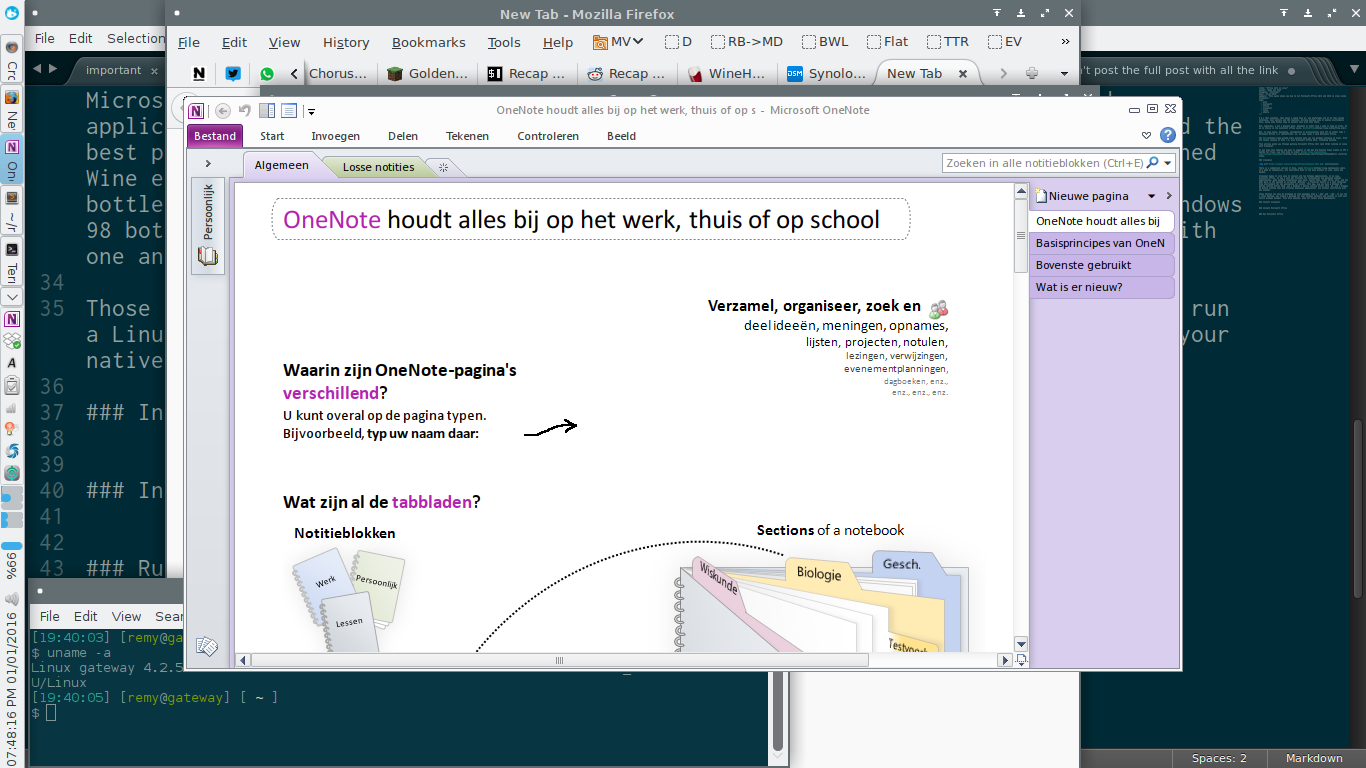 New Tab - Mozilla Firefox
File Edit Selection
File Edit View History Bookmarks Tools Help MV D RB->MD BWL Flat TTR EV »
important
Chorus… Golden… Recap … Recap … WineH… Synolo… New Tab
't post the full post with all the link
Micros
applic
best p
Wine e
bottle
98 bot
one an
34
35 Those
a Linu
native
36
37 ### In
38
39
40 ### In
41
42
43 ### Ru
d the
ned
ndows
ith
run
your
OneNote houdt alles bij op het werk, thuis of op s - Microsoft OneNote
Bestand Start Invoegen Delen Tekenen Controleren Beeld
Algemeen Losse notities
Zoeken in alle notitieblokken (Ctrl+E)
Persoonlijk
OneNote houdt alles bij op het werk, thuis of op school
Nieuwe pagina
OneNote houdt alles bij
Basisprincipes van OneN
Bovenste gebruikt
Wat is er nieuw?
Verzamel, organiseer, zoek en
deel ideeën, meningen, opnames,
lijsten, projecten, notulen,
lezingen, verwijzingen,
evenementplanningen,
dagboeken, enz.,
enz., enz., enz.
Waarin zijn OneNote-pagina's
verschillend?
U kunt overal op de pagina typen.
Bijvoorbeeld, typ uw naam daar:
Wat zijn al de tabbladen?
Notitieblokken
Werk
Persoonlijk
Lessen
Sections of a notebook
Wiskunde
Biologie
Gesch.
File Edit View Sear
[19:40:03] [remy@gatew
$ uname -a
Linux gateway 4.2.5
U/Linux
[19:40:05] [remy@gateway] [ ~ ]
$
Circ
Ne
On
~/r
Ter
99%
07:48:16 PM 01/01/2016
Spaces: 2 Markdown